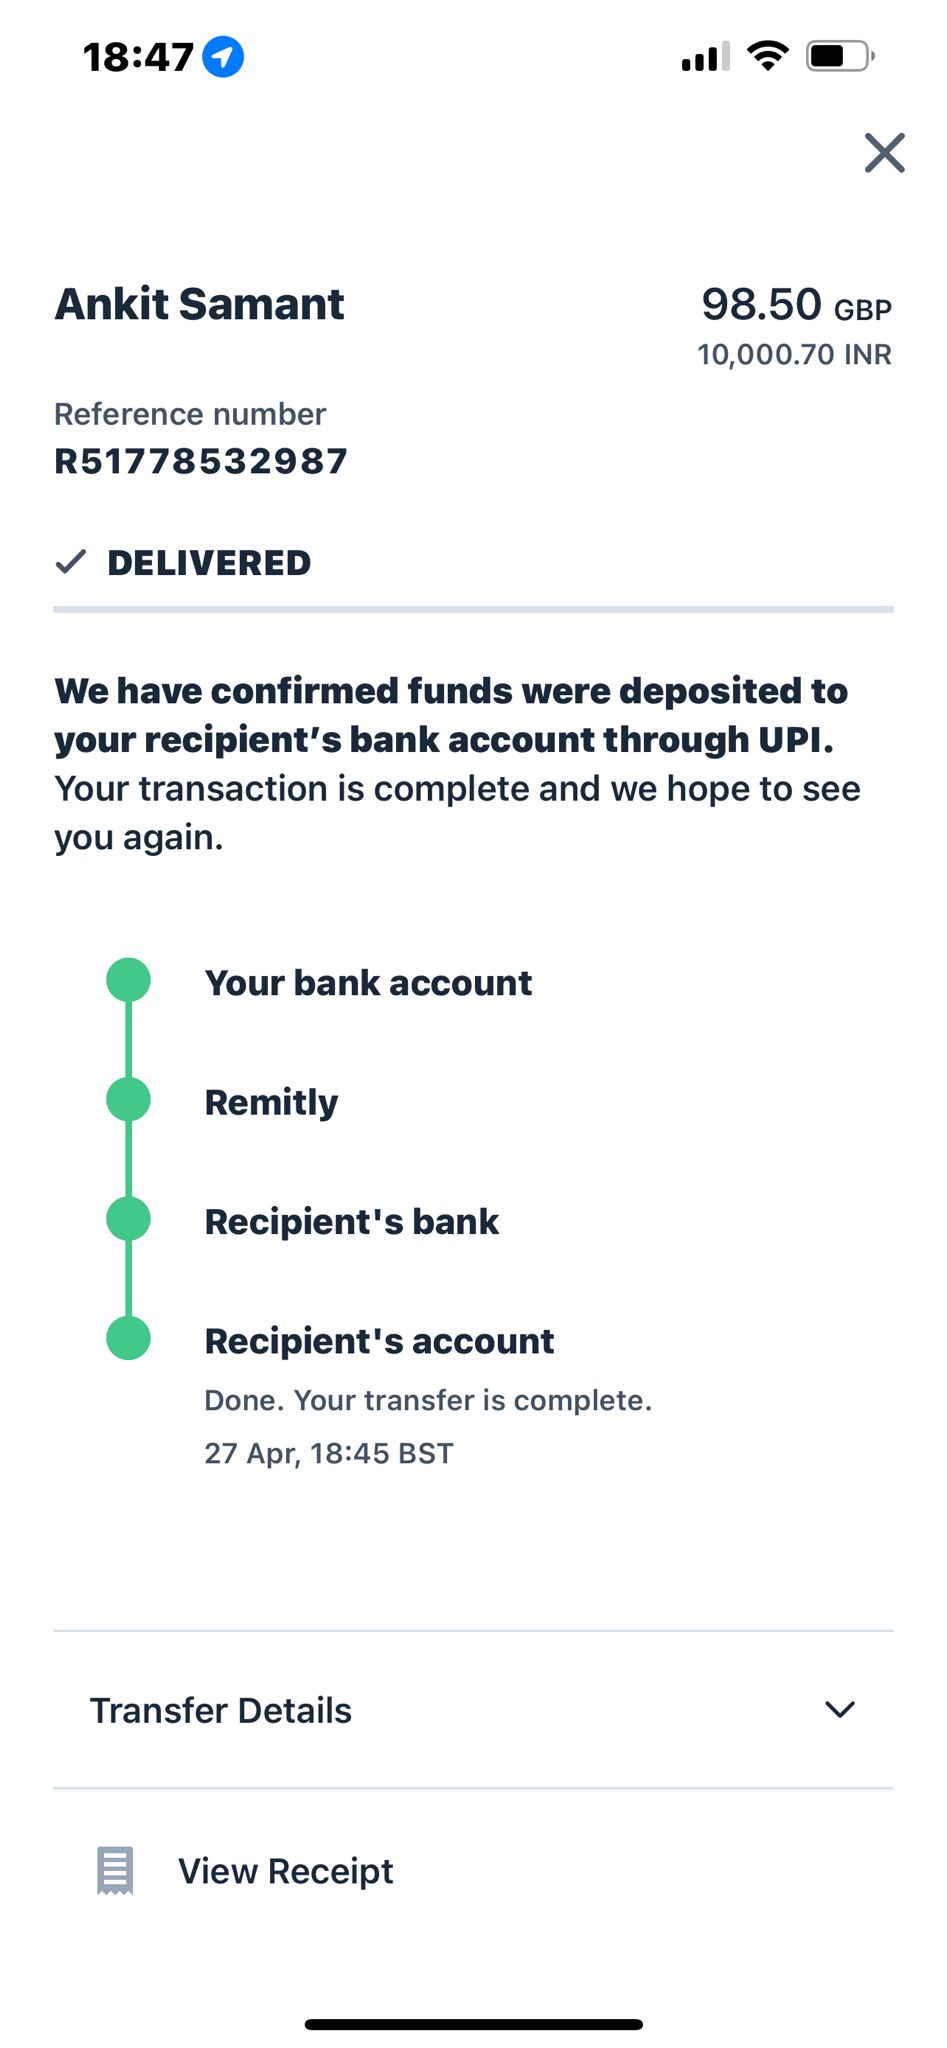 18:47
Ankit Samant
98.50 GBP
10,000.70 INR
Reference number
R51778532987
DELIVERED
We have confirmed funds were deposited to
your recipient’s bank account through UPI.
Your transaction is complete and we hope to see
you again.
Your bank account
Remitly
Recipient's bank
Recipient's account
Done. Your transfer is complete.
27 Apr, 18:45 BST
Transfer Details
View Receipt